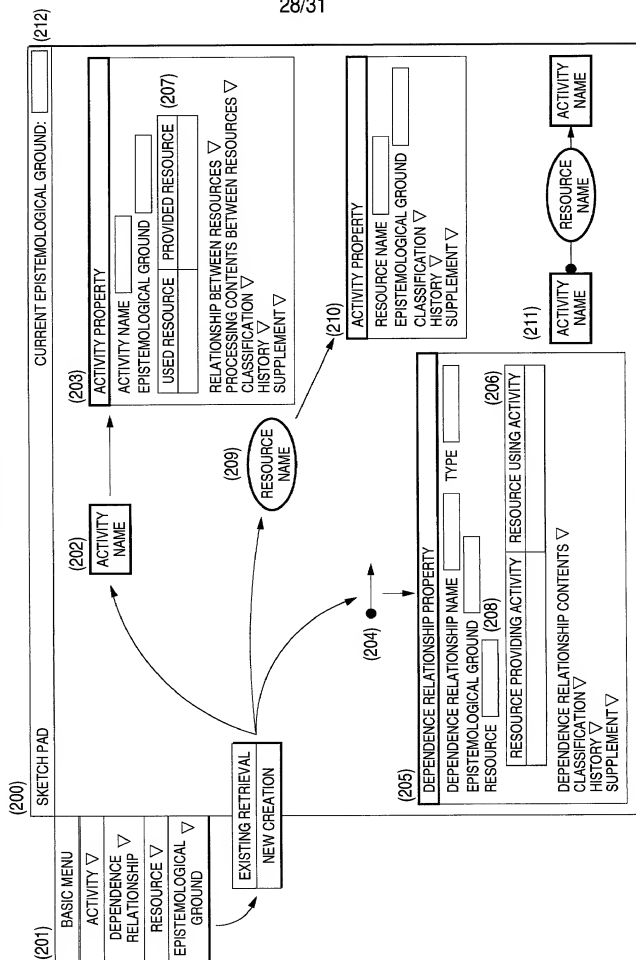 28/31
(200)
SKETCH PAD
CURRENT EPISTEMOLOGICAL GROUND:
(212)
(201)
BASIC MENU
ACTIVITY ▽
DEPENDENCE
RELATIONSHIP ▽
RESOURCE ▽
EPISTEMOLOGICAL ▽
GROUND
EXISTING RETRIEVAL
NEW CREATION
(202)
ACTIVITY
NAME
(203)
ACTIVITY PROPERTY
ACTIVITY NAME
EPISTEMOLOGICAL GROUND
USED RESOURCE PROVIDED RESOURCE (207)
RELATIONSHIP BETWEEN RESOURCES ▽
PROCESSING CONTENTS BETWEEN RESOURCES ▽
CLASSIFICATION ▽
HISTORY ▽
SUPPLEMENT ▽
(209)
RESOURCE
NAME
(210)
ACTIVITY PROPERTY
RESOURCE NAME
EPISTEMOLOGICAL GROUND
CLASSIFICATION ▽
HISTORY ▽
SUPPLEMENT ▽
(204)
(205)
DEPENDENCE RELATIONSHIP PROPERTY
DEPENDENCE RELATIONSHIP NAME TYPE
EPISTEMOLOGICAL GROUND
RESOURCE (208)
(206)
RESOURCE PROVIDING ACTIVITY RESOURCE USING ACTIVITY
DEPENDENCE RELATIONSHIP CONTENTS ▽
CLASSIFICATION ▽
HISTORY ▽
SUPPLEMENT ▽
(211)
ACTIVITY
NAME
RESOURCE
NAME
ACTIVITY
NAME